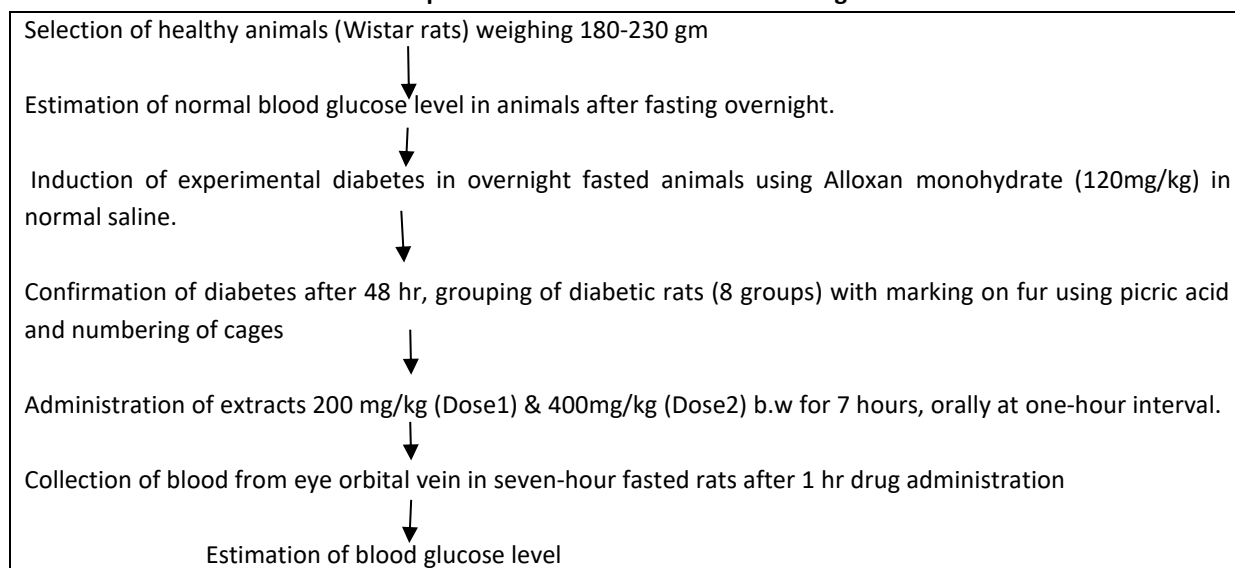 Selection of healthy animals (Wistar rats) weighing 180-230 gm
Estimation of normal blood glucose level in animals after fasting overnight.
Induction of experimental diabetes in overnight fasted animals using Alloxan monohydrate (120mg/kg) in
normal saline.
Confirmation of diabetes after 48 hr, grouping of diabetic rats (8 groups) with marking on fur using picric acid
and numbering of cages
Administration of extracts 200 mg/kg (Dose1) & 400mg/kg (Dose2) b.w for 7 hours, orally at one-hour interval.
Collection of blood from eye orbital vein in seven-hour fasted rats after 1 hr drug administration
Estimation of blood glucose level